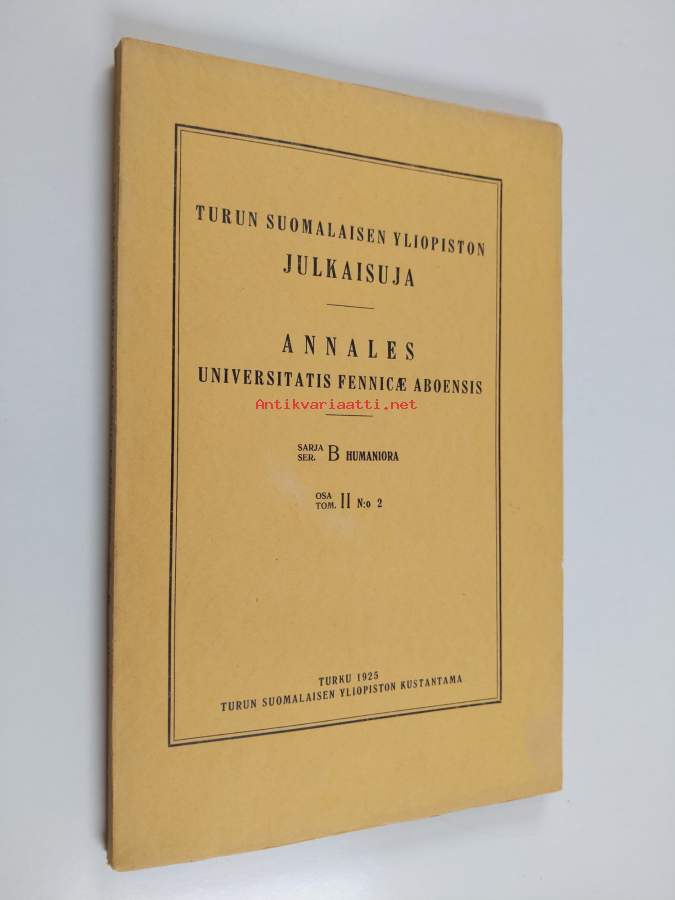 TURUN SUOMALAISEN YLIOPISTON
JULKAISUJA
ANNALES
UNIVERSITATIS FENNICÆ ABOENSIS
Antikvariaatti.net
SARJA
SER. B HUMANIORA
OSA
TOM. II N:o 2
TURKU 1925
TURUN SUOMALAISEN YLIOPISTON KUSTANTAMA